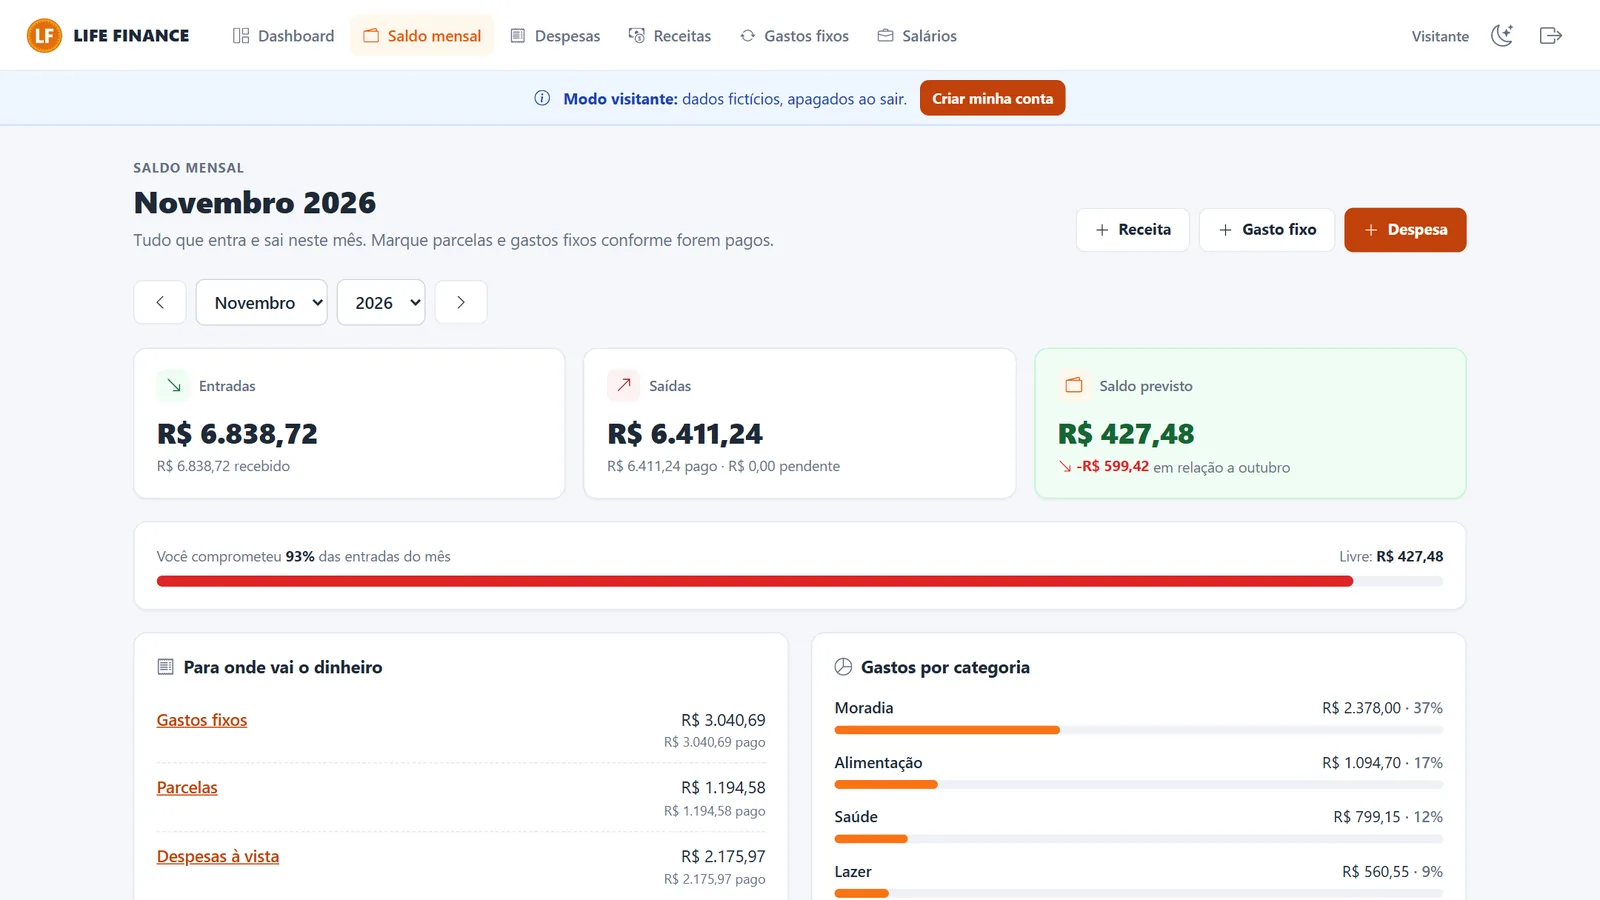 LF LIFE FINANCE Dashboard Saldo mensal Despesas Receitas Gastos fixos Salários Visitante
Modo visitante: dados fictícios, apagados ao sair. Criar minha conta
SALDO MENSAL
Novembro 2026
Tudo que entra e sai neste mês. Marque parcelas e gastos fixos conforme forem pagos.
+ Receita + Gasto fixo + Despesa
Novembro 2026
Entradas
R$ 6.838,72
R$ 6.838,72 recebido
Saídas
R$ 6.411,24
R$ 6.411,24 pago · R$ 0,00 pendente
Saldo previsto
R$ 427,48
-R$ 599,42 em relação a outubro
Você comprometeu 93% das entradas do mês Livre: R$ 427,48
Para onde vai o dinheiro
Gastos fixos R$ 3.040,69
R$ 3.040,69 pago
Parcelas R$ 1.194,58
R$ 1.194,58 pago
Despesas à vista R$ 2.175,97
R$ 2.175,97 pago
Gastos por categoria
Moradia R$ 2.378,00 · 37%
Alimentação R$ 1.094,70 · 17%
Saúde R$ 799,15 · 12%
Lazer R$ 560,55 · 9%